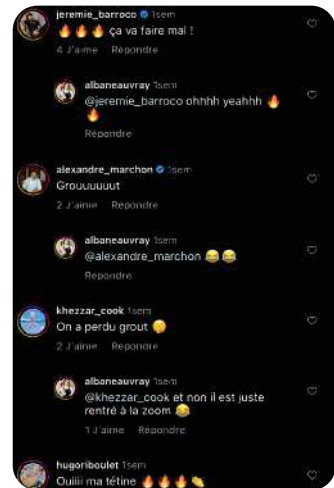 jeremie_barroco 1sem
🔥🔥🔥 ça va faire mal !
4 J'aime Répondre
albaneauvray 1sem
@jeremie_barroco ohhhh yeahhh 🔥
🔥
Répondre
alexandre_marchon 1sem
Grouuuuuut
2 J'aime Répondre
albaneauvray 1sem
@alexandre_marchon 😂😂
Répondre
khezzar_cook 1sem
On a perdu grout
2 J'aime Répondre
albaneauvray 1sem
@khezzar_cook et non il est juste
rentré à la zoom 😂
1 J'aime Répondre
hugoriboulet 1sem
Ouiiii ma tétine 🔥🔥🔥